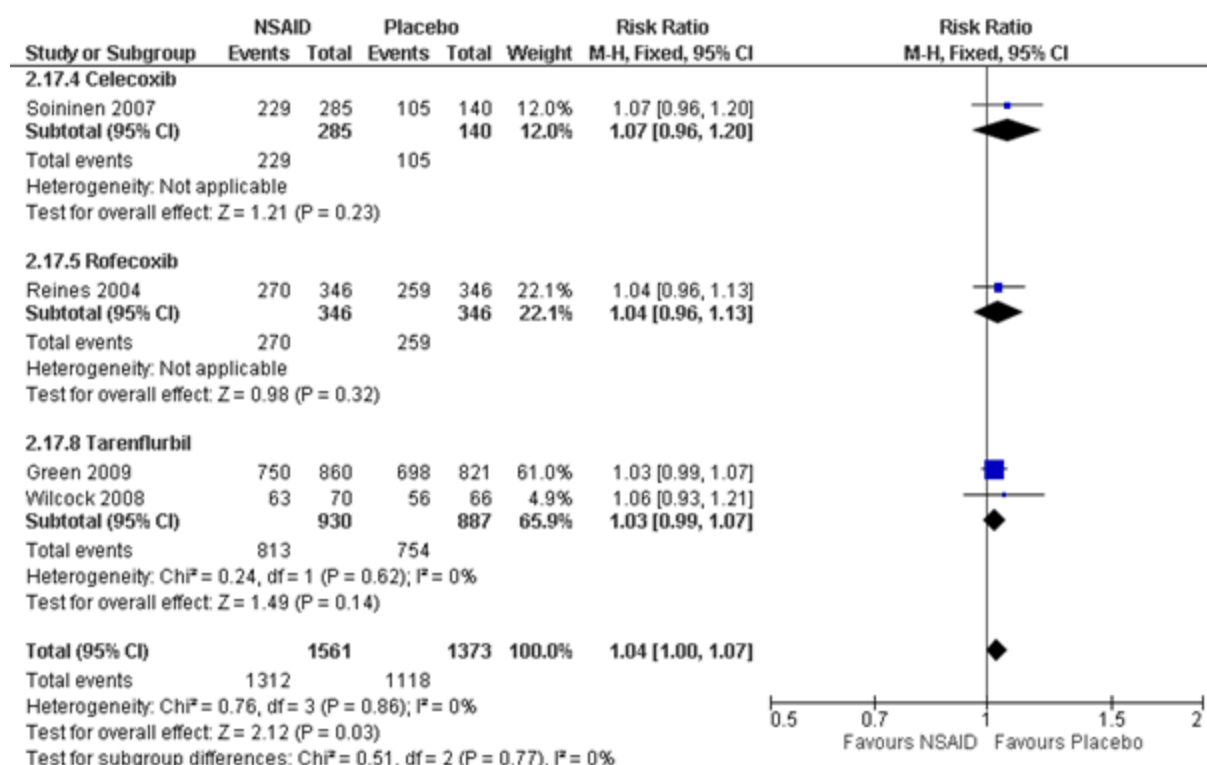 NSAID Placebo Risk Ratio Risk Ratio
Study or Subgroup Events Total Events Total Weight M-H, Fixed, 95% CI M-H, Fixed, 95% CI
2.17.4 Celecoxib
Soininen 2007 229 285 105 140 12.0% 1.07 [0.96, 1.20]
Subtotal (95% CI) 285 140 12.0% 1.07 [0.96, 1.20]
Total events 229 105
Heterogeneity: Not applicable
Test for overall effect: Z = 1.21 (P = 0.23)
2.17.5 Rofecoxib
Reines 2004 270 346 259 346 22.1% 1.04 [0.96, 1.13]
Subtotal (95% CI) 346 346 22.1% 1.04 [0.96, 1.13]
Total events 270 259
Heterogeneity: Not applicable
Test for overall effect: Z = 0.98 (P = 0.32)
2.17.8 Tarenflurbil
Green 2009 750 860 698 821 61.0% 1.03 [0.99, 1.07]
Wilcock 2008 63 70 56 66 4.9% 1.06 [0.93, 1.21]
Subtotal (95% CI) 930 887 65.9% 1.03 [0.99, 1.07]
Total events 813 754
Heterogeneity: Chi² = 0.24, df = 1 (P = 0.62); I² = 0%
Test for overall effect: Z = 1.49 (P = 0.14)
Total (95% CI) 1561 1373 100.0% 1.04 [1.00, 1.07]
Total events 1312 1118
Heterogeneity: Chi² = 0.76, df = 3 (P = 0.86); I² = 0%
Test for overall effect: Z = 2.12 (P = 0.03)
Test for subgroup differences: Chi² = 0.51, df = 2 (P = 0.77), I² = 0%
0.5 0.7 1 1.5 2
Favours NSAID Favours Placebo